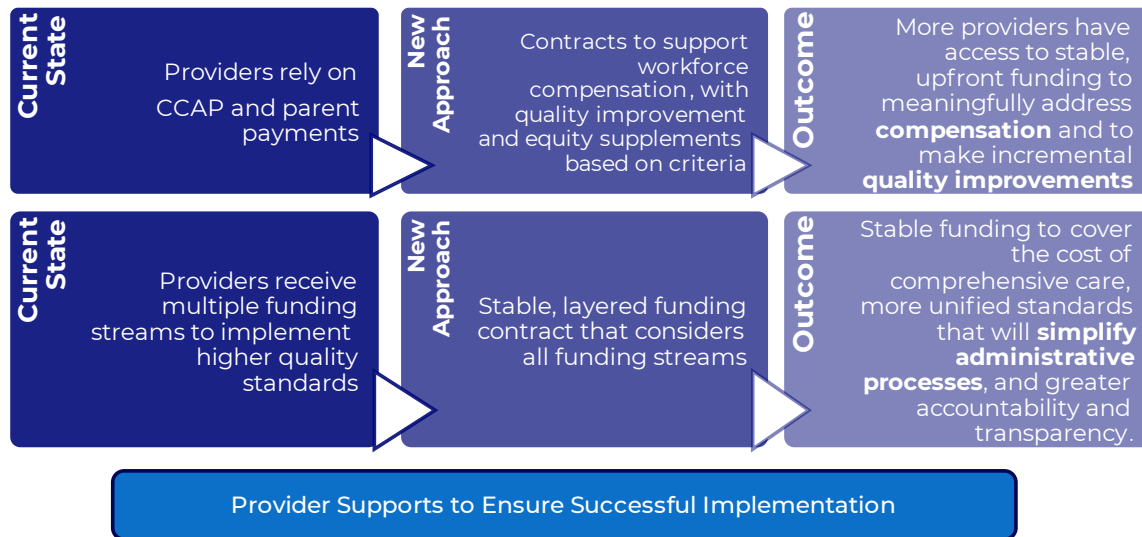 Current
State
Providers rely on
CCAP and parent
payments
New
Approach
Contracts to support
workforce
compensation, with
quality improvement
and equity supplements
based on criteria
Outcome
More providers have
access to stable,
upfront funding to
meaningfully address
compensation and to
make incremental
quality improvements
Current
State
Providers receive
multiple funding
streams to implement
higher quality
standards
New
Approach
Stable, layered funding
contract that considers
all funding streams
Outcome
Stable funding to cover
the cost of
comprehensive care,
more unified standards
that will simplify
administrative
processes, and greater
accountability and
transparency.
Provider Supports to Ensure Successful Implementation